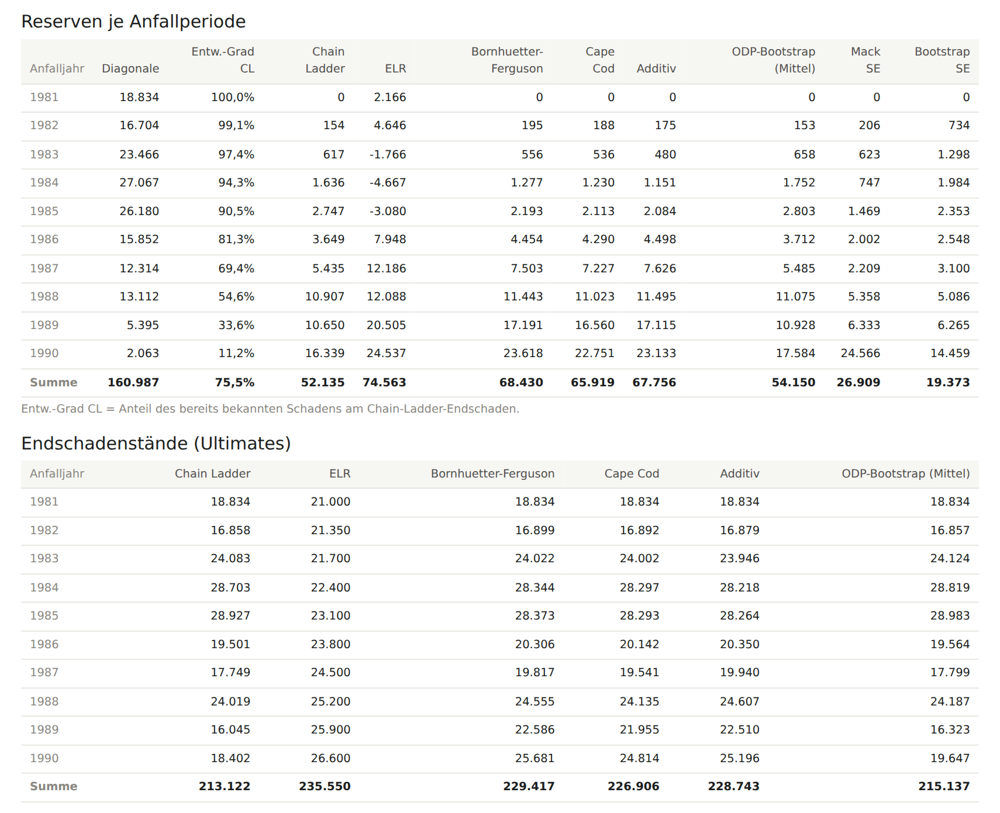 Reserven je Anfallperiode
Anfalljahr Diagonale Entw.-Grad CL Chain Ladder ELR Bornhuetter-Ferguson Cape Cod Additiv ODP-Bootstrap (Mittel) Mack SE Bootstrap SE
1981 18.834 100,0% 0 2.166 0 0 0 0 0 0
1982 16.704 99,1% 154 4.646 195 188 175 153 206 734
1983 23.466 97,4% 617 -1.766 556 536 480 658 623 1.298
1984 27.067 94,3% 1.636 -4.667 1.277 1.230 1.151 1.752 747 1.984
1985 26.180 90,5% 2.747 -3.080 2.193 2.113 2.084 2.803 1.469 2.353
1986 15.852 81,3% 3.649 7.948 4.454 4.290 4.498 3.712 2.002 2.548
1987 12.314 69,4% 5.435 12.186 7.503 7.227 7.626 5.485 2.209 3.100
1988 13.112 54,6% 10.907 12.088 11.443 11.023 11.495 11.075 5.358 5.086
1989 5.395 33,6% 10.650 20.505 17.191 16.560 17.115 10.928 6.333 6.265
1990 2.063 11,2% 16.339 24.537 23.618 22.751 23.133 17.584 24.566 14.459
Summe 160.987 75,5% 52.135 74.563 68.430 65.919 67.756 54.150 26.909 19.373
Entw.-Grad CL = Anteil des bereits bekannten Schadens am Chain-Ladder-Endschaden.
Endschadenstände (Ultimates)
Anfalljahr Chain Ladder ELR Bornhuetter-Ferguson Cape Cod Additiv ODP-Bootstrap (Mittel)
1981 18.834 21.000 18.834 18.834 18.834 18.834
1982 16.858 21.350 16.899 16.892 16.879 16.857
1983 24.083 21.700 24.022 24.002 23.946 24.124
1984 28.703 22.400 28.344 28.297 28.218 28.819
1985 28.927 23.100 28.373 28.293 28.264 28.983
1986 19.501 23.800 20.306 20.142 20.350 19.564
1987 17.749 24.500 19.817 19.541 19.940 17.799
1988 24.019 25.200 24.555 24.135 24.607 24.187
1989 16.045 25.900 22.586 21.955 22.510 16.323
1990 18.402 26.600 25.681 24.814 25.196 19.647
Summe 213.122 235.550 229.417 226.906 228.743 215.137